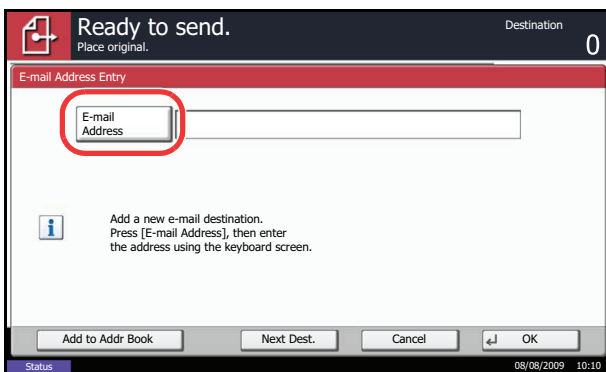 Ready to send.
Place original.
Destination
0
E-mail Address Entry
E-mail
Address
Add a new e-mail destination.
Press [E-mail Address], then enter
the address using the keyboard screen.
Add to Addr Book
Next Dest.
Cancel
OK
Status
08/08/2009 10:10